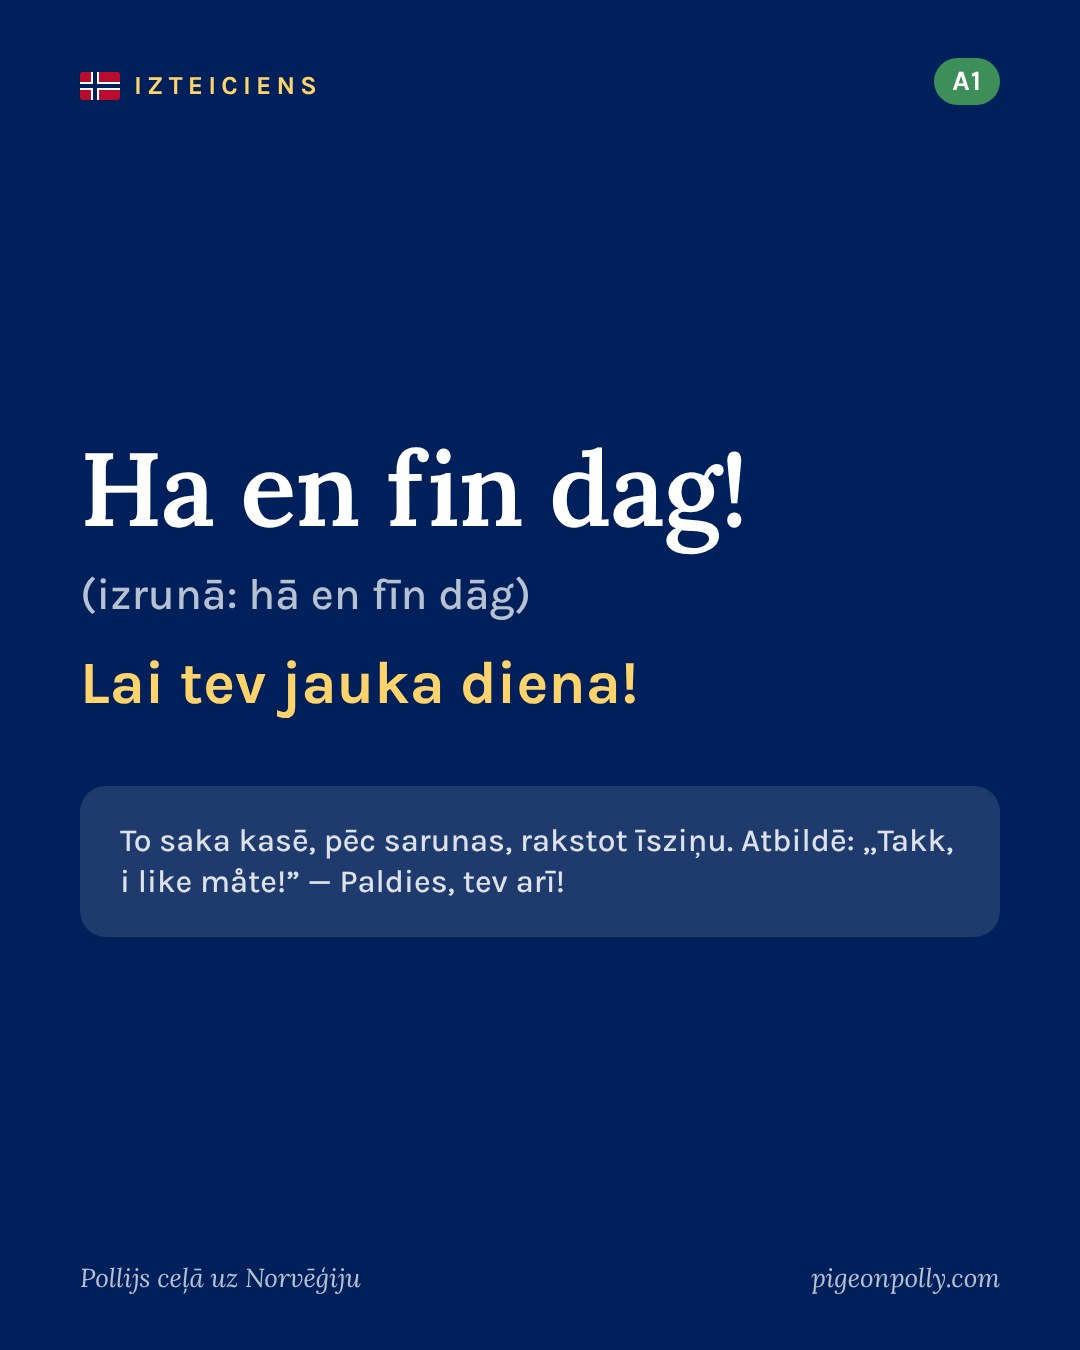 IZTEICIENS
A1
Ha en fin dag!
(izrunā: hā en fīn dāg)
Lai tev jauka diena!
To saka kasē, pēc sarunas, rakstot īsziņu. Atbildē: „Takk,
i like måte!” — Paldies, tev arī!
Pollijs ceļā uz Norvēģiju
pigeonpolly.com